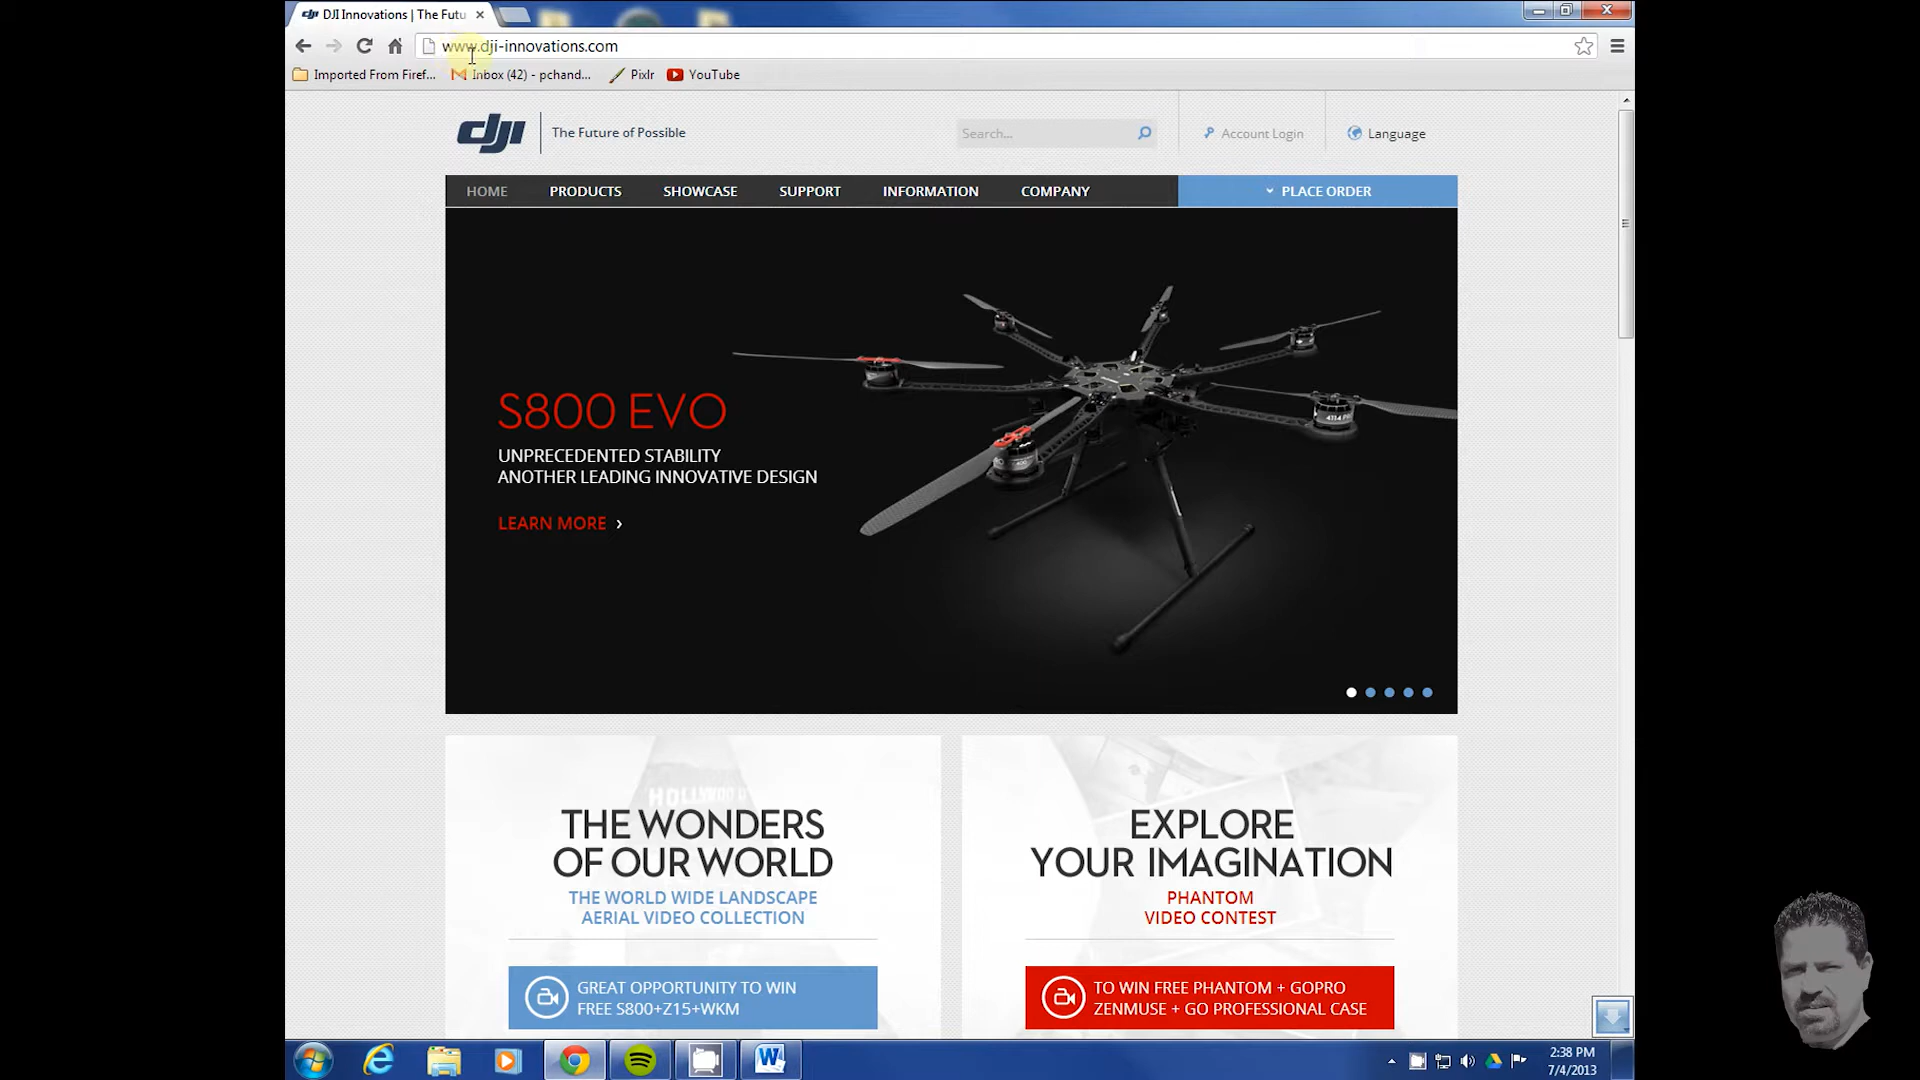 DJI Innovations | The Futu
www.dji-innovations.com
Imported From Firef...
Inbox (42) - pchand...
Pixlr
YouTube
dji
The Future of Possible
Search...
Account Login
Language
HOME
PRODUCTS
SHOWCASE
SUPPORT
INFORMATION
COMPANY
PLACE ORDER
S800 EVO
UNPRECEDENTED STABILITY
ANOTHER LEADING INNOVATIVE DESIGN
LEARN MORE ›
THE WONDERS
OF OUR WORLD
THE WORLD WIDE LANDSCAPE
AERIAL VIDEO COLLECTION
GREAT OPPORTUNITY TO WIN
FREE S800+Z15+WKM
EXPLORE
YOUR IMAGINATION
PHANTOM
VIDEO CONTEST
TO WIN FREE PHANTOM + GOPRO
ZENMUSE + GO PROFESSIONAL CASE
2:38 PM
7/4/2013